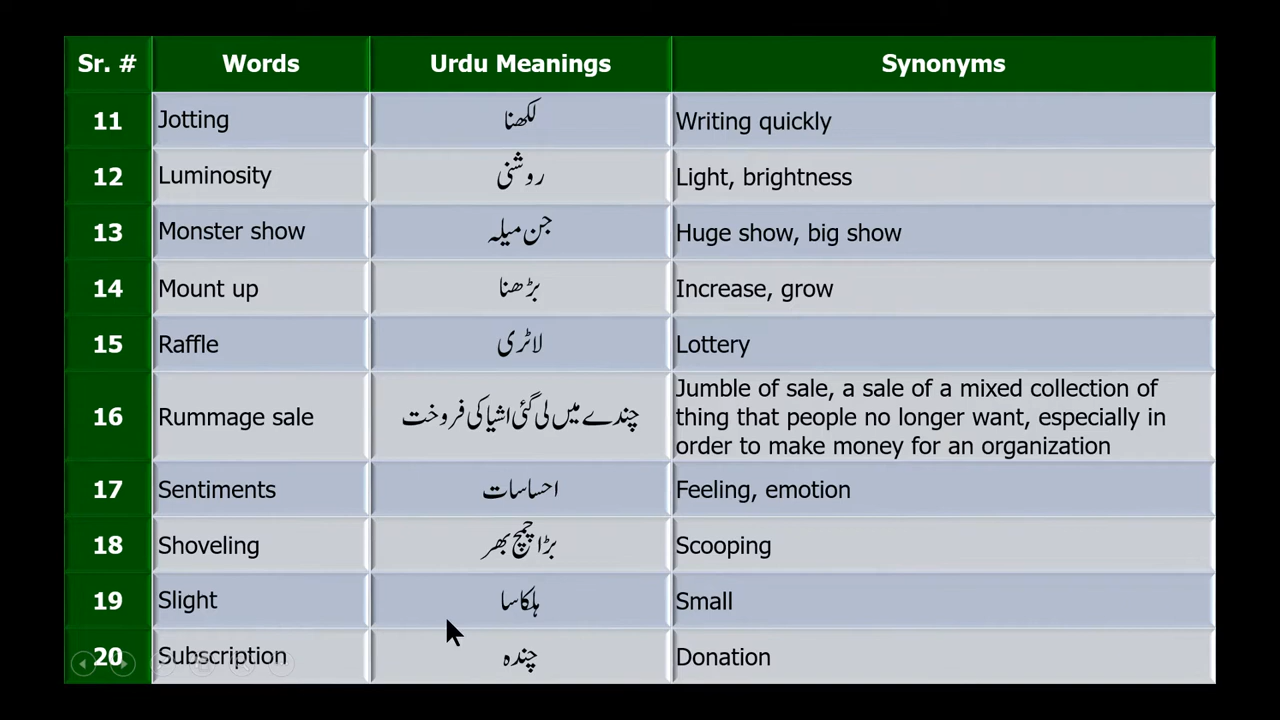 Sr. # Words Urdu Meanings Synonyms
11 Jotting لکھنا Writing quickly
12 Luminosity روشنی Light, brightness
13 Monster show جن میلہ Huge show, big show
14 Mount up بڑھنا Increase, grow
15 Raffle لاٹری Lottery
16 Rummage sale چندے میں لی گئی اشیا کی فروخت Jumble of sale, a sale of a mixed collection of
thing that people no longer want, especially in
order to make money for an organization
17 Sentiments احساسات Feeling, emotion
18 Shoveling بڑا چمچ بھر Scooping
19 Slight ہلکا سا Small
20 Subscription چندہ Donation